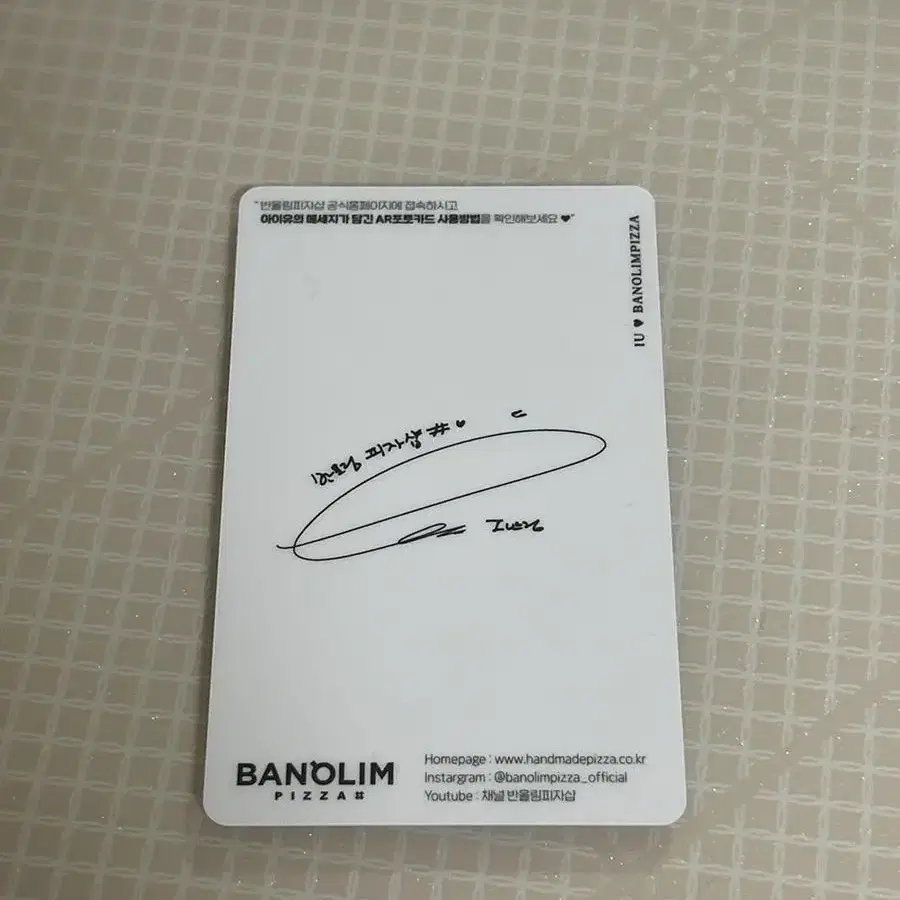 " 반올림피자샵 공식홈페이지에 접속하시고
아이유의 메세지가 담긴 AR포토카드 사용방법을 확인해보세요 ♥"
IU ♥ BANOLIMPIZZA
반올림 피자샵 # ♥
BANOLIM
PIZZA #
Homepage : www.handmadepizza.co.kr
Instargram : @banolimpizza_official
Youtube : 채널 반올림피자샵